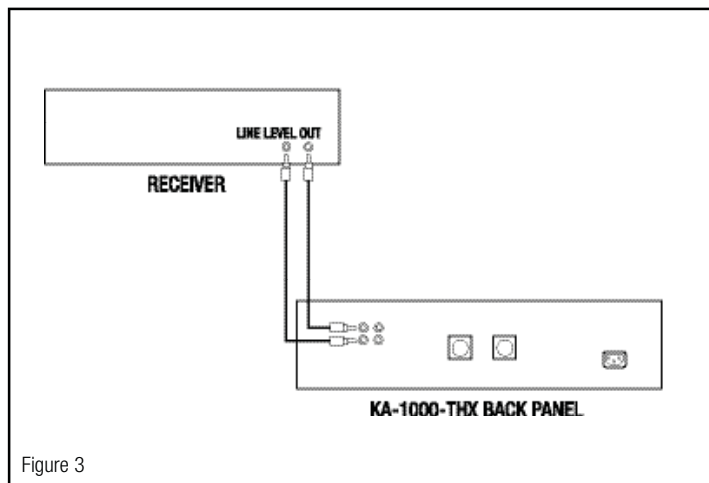 LINE LEVEL OUT
RECEIVER
KA-1000-THX BACK PANEL
Figure 3